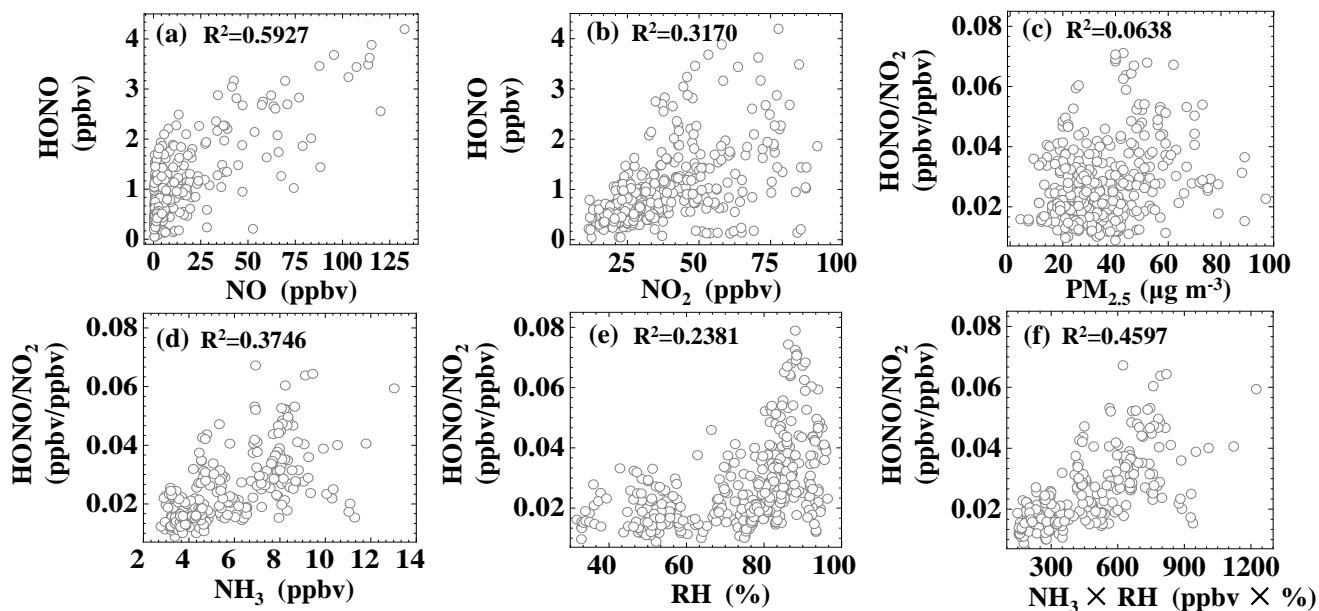 (a) R²=0.5927
4
3
2
1
0
HONO
(ppbv)
0 25 50 75 100 125
NO (ppbv)
(b) R²=0.3170
4
3
2
1
0
HONO
(ppbv)
25 50 75 100
NO₂ (ppbv)
(c) R²=0.0638
0.08
0.06
0.04
0.02
HONO/NO₂
(ppbv/ppbv)
0 20 40 60 80 100
PM₂.₅ (μg m⁻³)
(d) R²=0.3746
0.08
0.06
0.04
0.02
HONO/NO₂
(ppbv/ppbv)
2 4 6 8 10 12 14
NH₃ (ppbv)
(e) R²=0.2381
0.08
0.06
0.04
0.02
HONO/NO₂
(ppbv/ppbv)
40 60 80 100
RH (%)
(f) R²=0.4597
0.08
0.06
0.04
0.02
HONO/NO₂
(ppbv/ppbv)
300 600 900 1200
NH₃ × RH (ppbv × %)